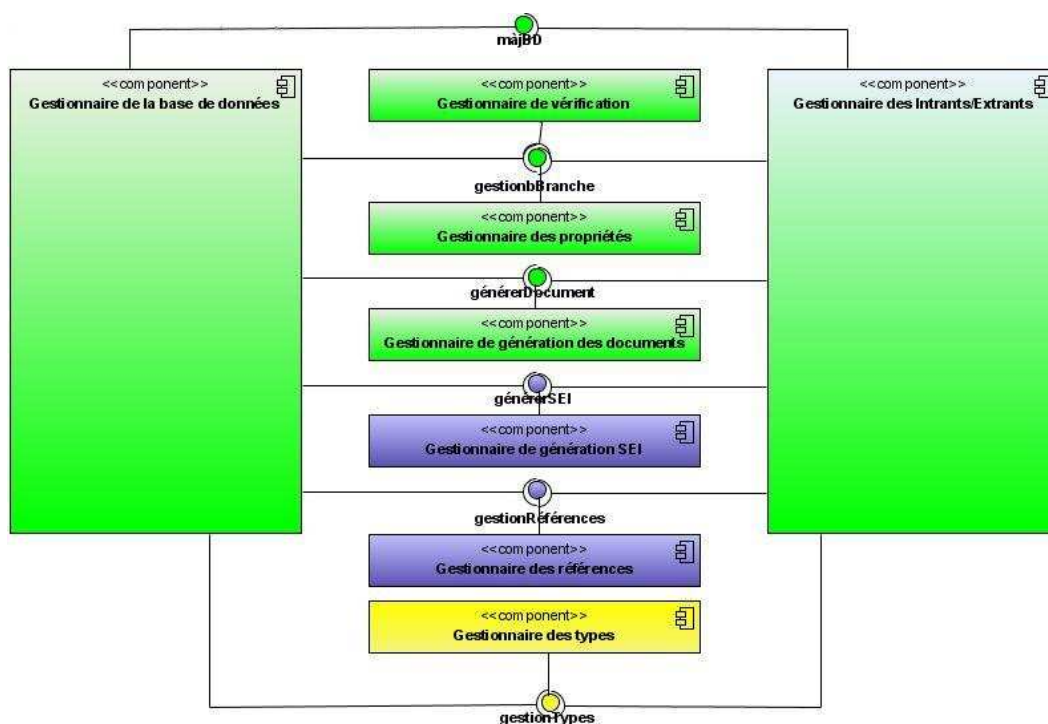 màjBD
<<component>>
Gestionnaire de la base de données
<<component>>
Gestionnaire de vérification
<<component>>
Gestionnaire des Intrants/Extrants
gestionbBranche
<<component>>
Gestionnaire des propriétés
générerDocument
<<component>>
Gestionnaire de génération des documents
générerSEI
<<component>>
Gestionnaire de génération SEI
gestionRéférences
<<component>>
Gestionnaire des références
<<component>>
Gestionnaire des types
gestionTypes